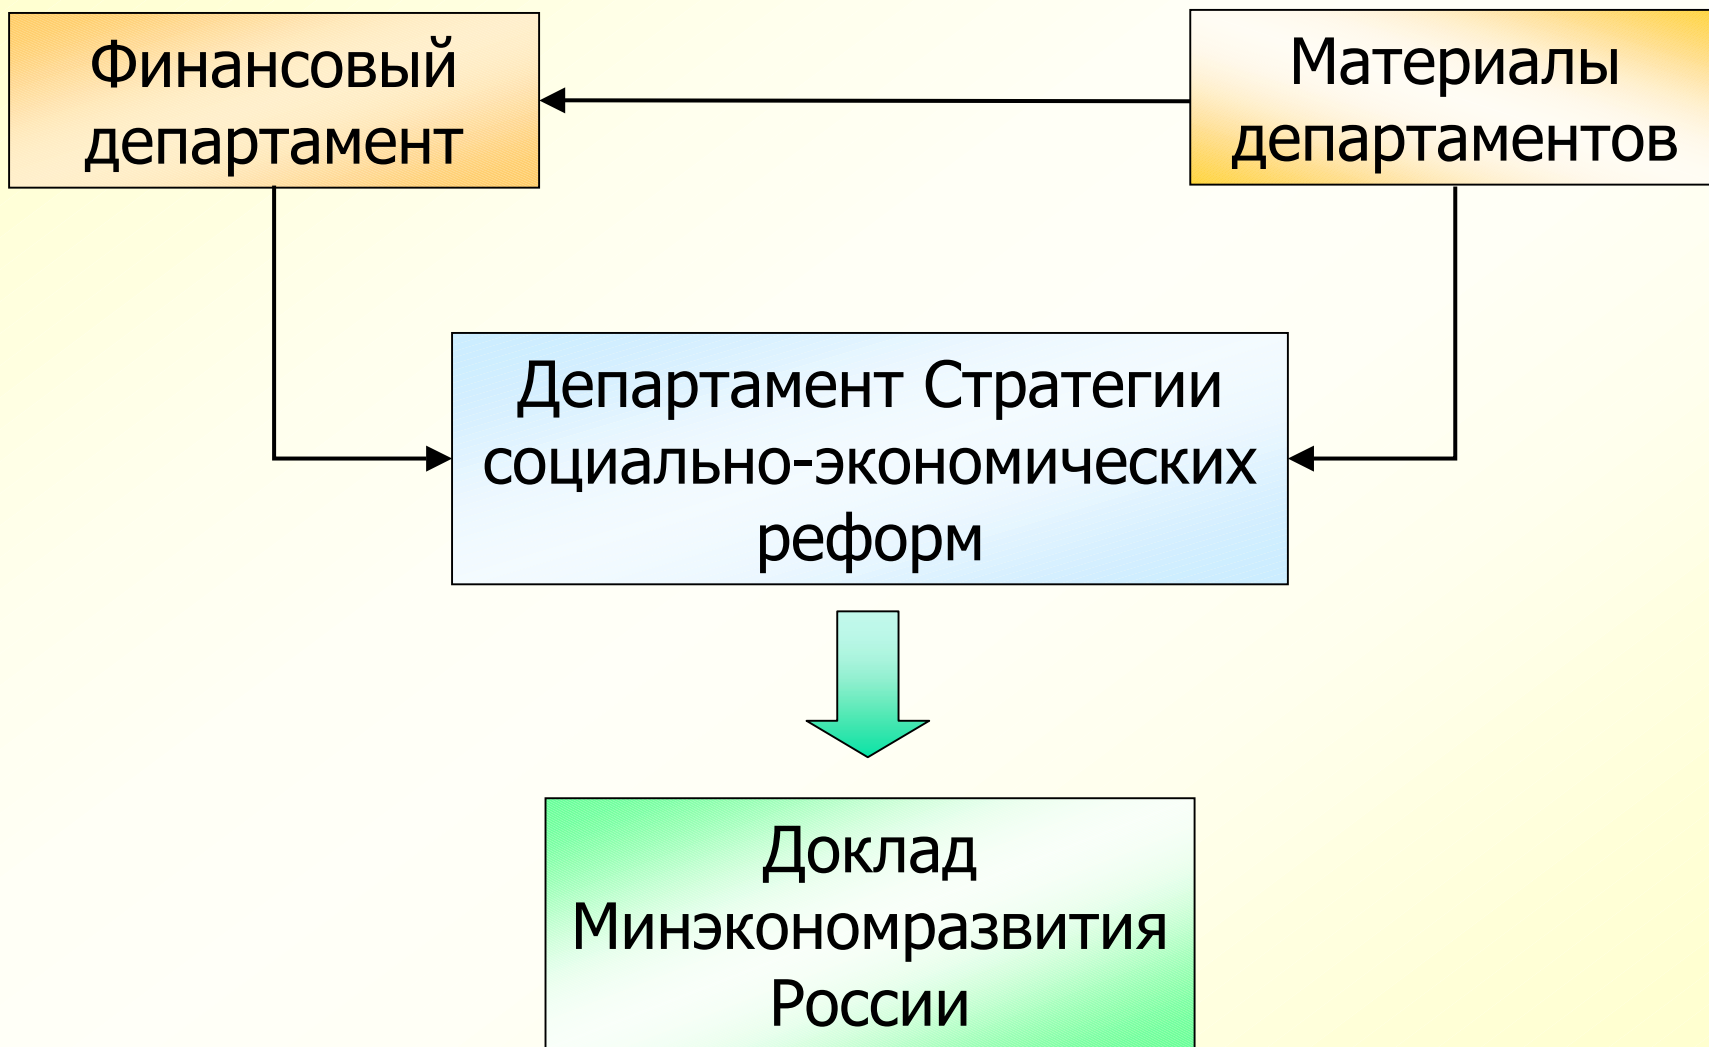 Финансовый
департамент
Материалы
департаментов
Департамент Стратегии
социально-экономических
реформ
Доклад
Минэкономразвития
России